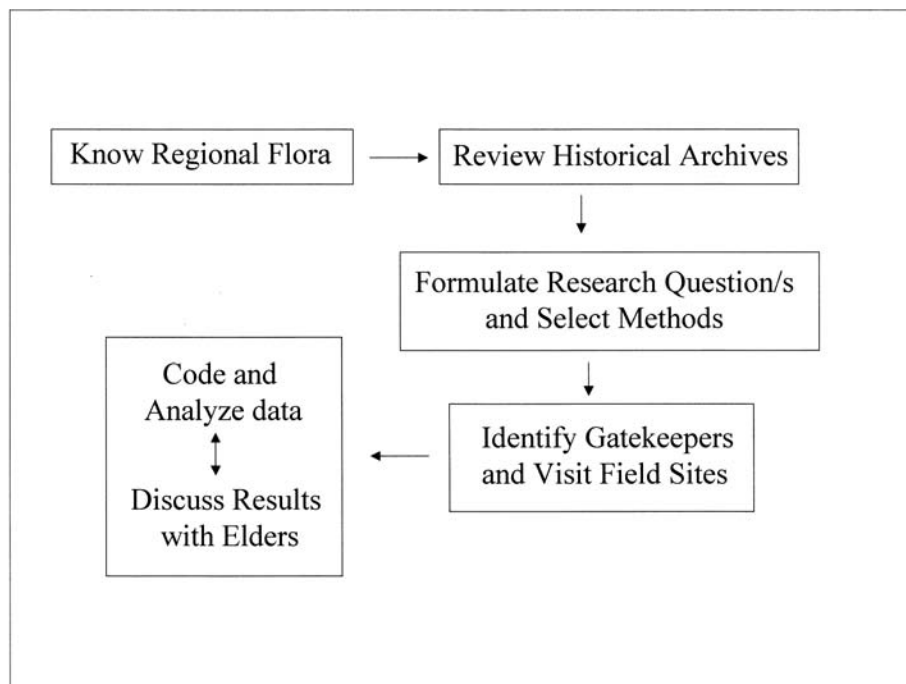 Know Regional Flora
Review Historical Archives
Formulate Research Question/s
and Select Methods
Identify Gatekeepers
and Visit Field Sites
Code and
Analyze data
Discuss Results
with Elders